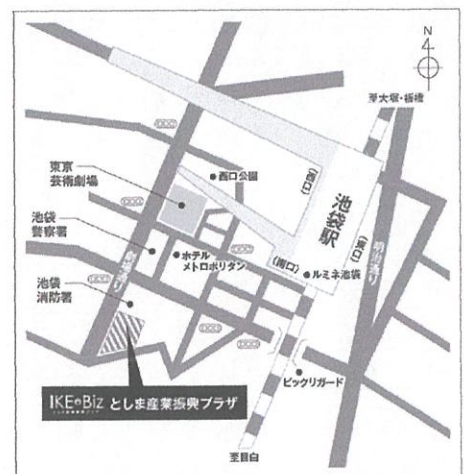 N
至大塚・板橋
東京
芸術劇場
西口公園
(西口)
池袋駅
(東口)
明治通り
池袋
警察署
劇場通り
ホテル
メトロポリタン
(南口)
ルミネ池袋
池袋
消防署
IKE・Biz としま産業振興プラザ
ビックリガード
至目白